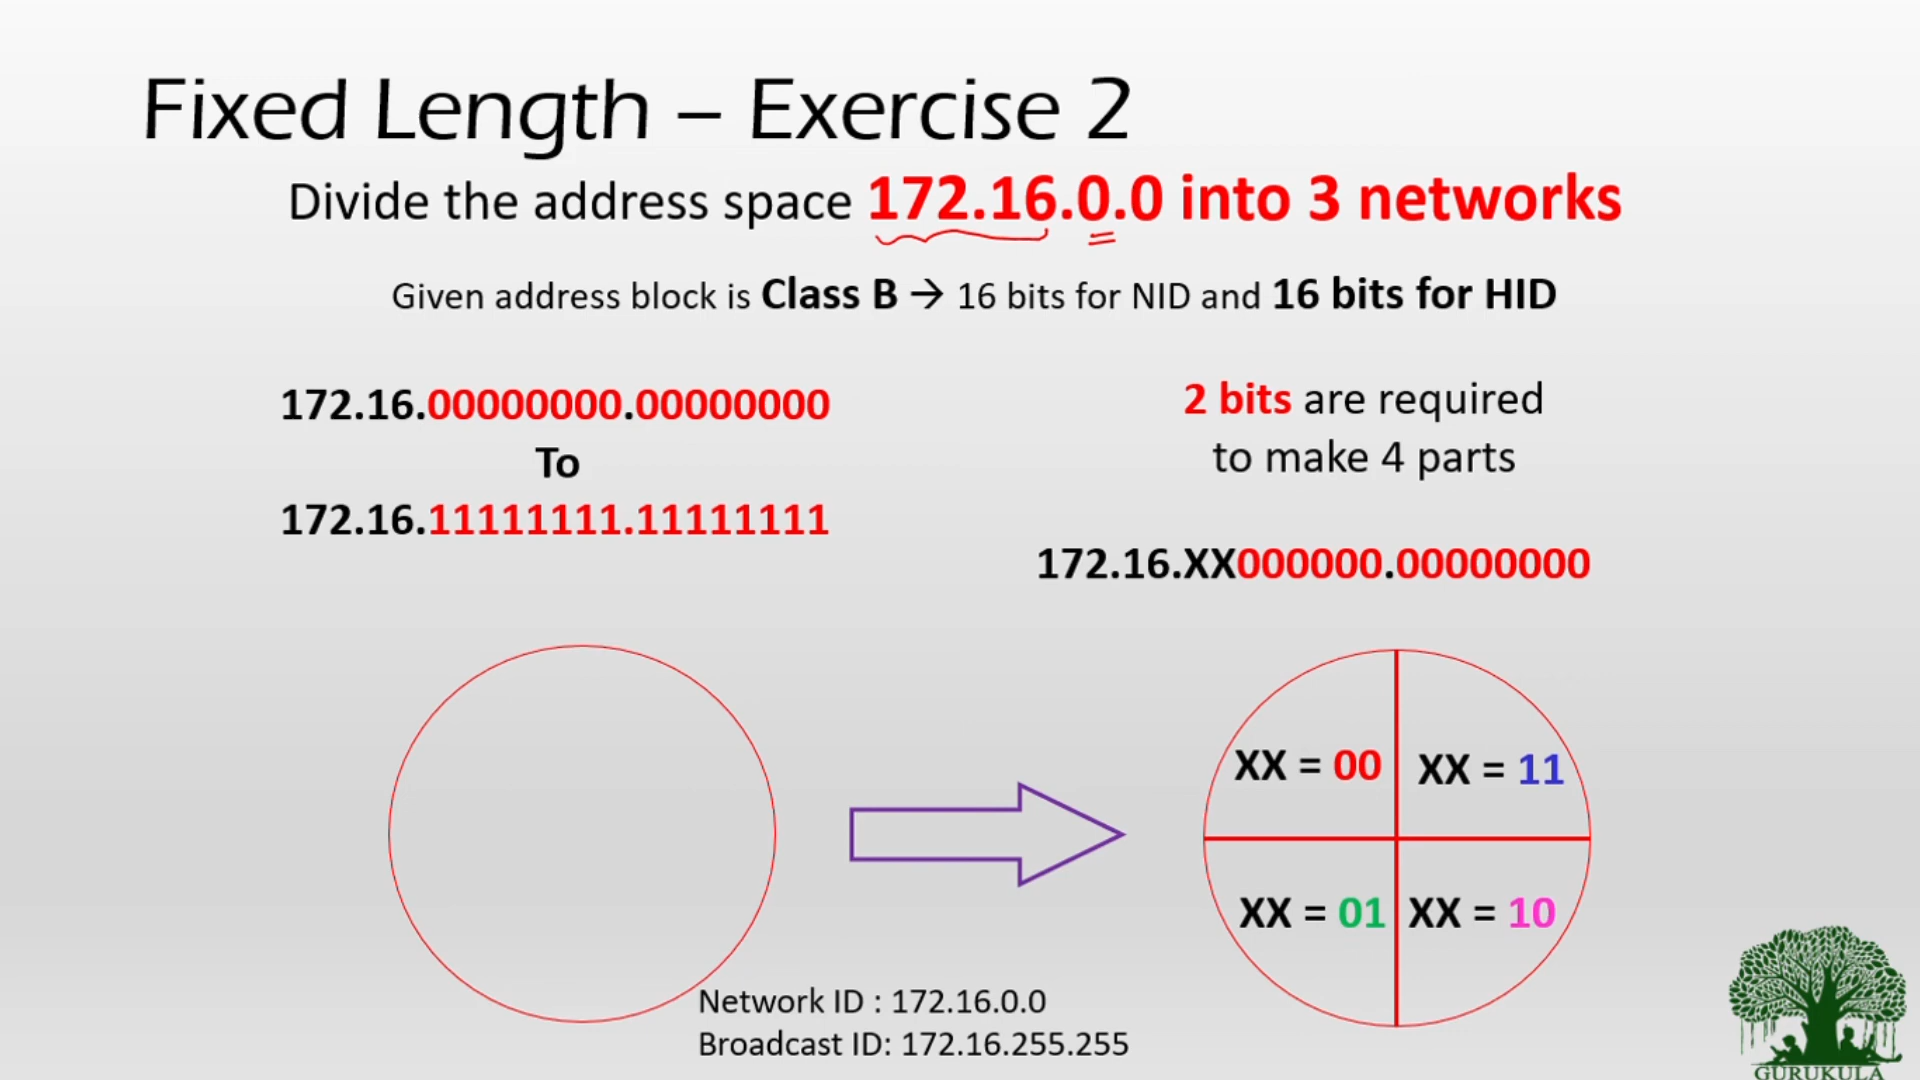 Fixed Length – Exercise 2
Divide the address space 172.16.0.0 into 3 networks
Given address block is Class B → 16 bits for NID and 16 bits for HID
172.16.00000000.00000000
To
172.16.11111111.11111111
2 bits are required
to make 4 parts
172.16.XX000000.00000000
XX = 00
XX = 11
XX = 01
XX = 10
Network ID : 172.16.0.0
Broadcast ID: 172.16.255.255
GURUKULA